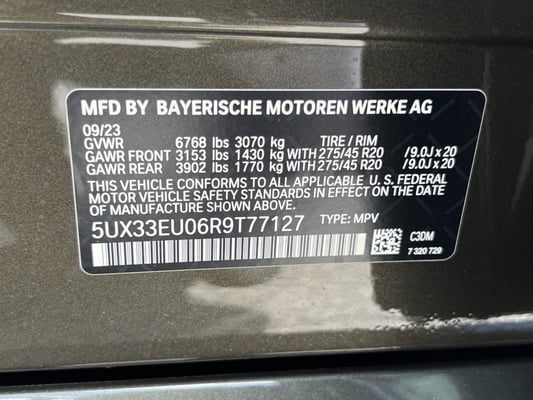 MFD BY BAYERISCHE MOTOREN WERKE AG
09/23
GVWR 6768 lbs 3070 kg TIRE / RIM
GAWR FRONT 3153 lbs 1430 kg WITH 275/45 R20 /9.0J x 20
GAWR REAR 3902 lbs 1770 kg WITH 275/45 R20 /9.0J x 20
THIS VEHICLE CONFORMS TO ALL APPLICABLE U. S. FEDERAL
MOTOR VEHICLE SAFETY STANDARDS IN EFFECT ON THE DATE
OF MANUFACTURE SHOWN ABOVE.
5UX33EU06R9T77127 TYPE: MPV
C3DM
7 320 729